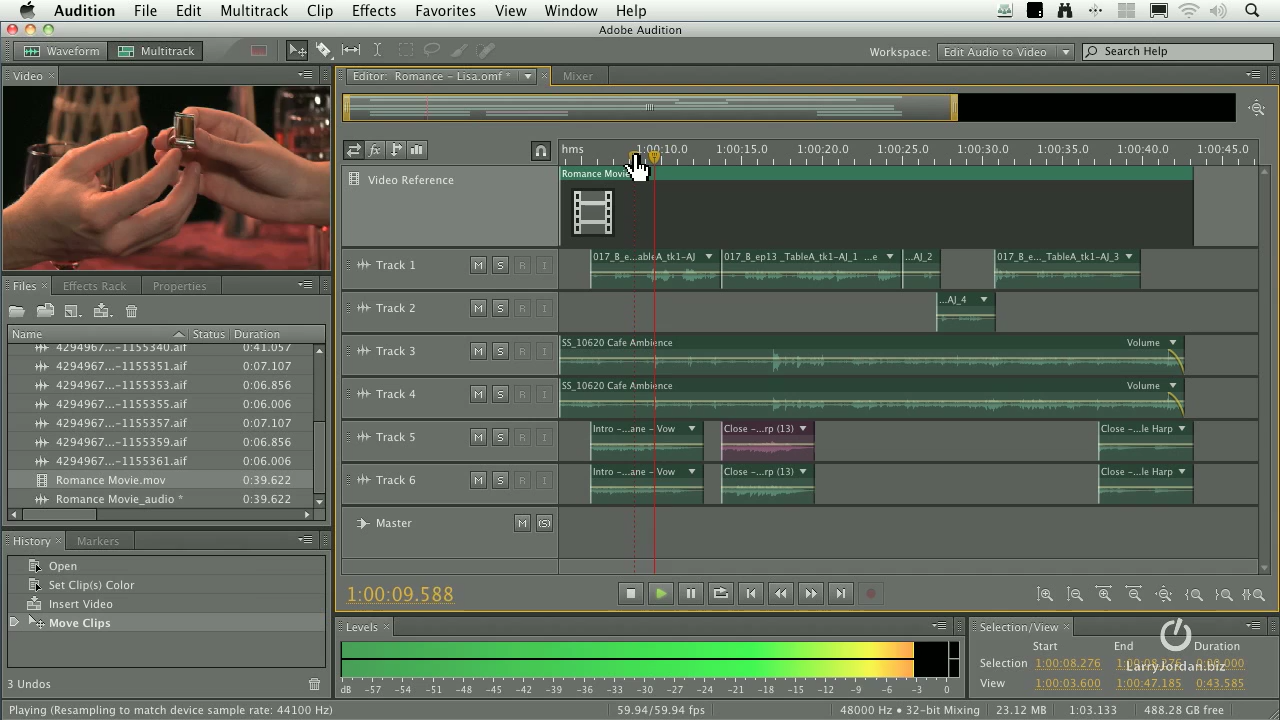 Audition File Edit Multitrack Clip Effects Favorites View Window Help
Adobe Audition
Waveform Multitrack Workspace: Edit Audio to Video Search Help
Video Editor: Romance - Lisa.omf * Mixer
hms 1:00:10.0 1:00:15.0 1:00:20.0 1:00:25.0 1:00:30.0 1:00:35.0 1:00:40.0 1:00:45.0
Video Reference Romance Movie
Track 1 M S R I 017_B_e...ableA_tk1-AJ 017_B_ep13 _TableA_tk1-AJ_1 ...e ...AJ_2 017_B_e..._TableA_tk1-AJ_3
Track 2 M S R I ...AJ_4
Track 3 M S R I SS_10620 Cafe Ambience Volume
Track 4 M S R I SS_10620 Cafe Ambience Volume
Track 5 M S R I Intro -...ane - Vow Close -...rp (13) Close -...le Harp
Track 6 M S R I Intro -...ane - Vow Close -...rp (13) Close -...le Harp
Master M (S)
1:00:09.588
Files Effects Rack Properties
Name Status Duration
4294967...-1155340.aif 0:41.057
4294967...-1155351.aif 0:07.107
4294967...-1155353.aif 0:06.856
4294967...-1155355.aif 0:06.006
4294967...-1155357.aif 0:07.107
4294967...-1155359.aif 0:06.856
4294967...-1155361.aif 0:06.006
Romance Movie.mov 0:39.622
Romance Movie_audio * 0:39.622
History Markers
Open
Set Clip(s) Color
Insert Video
Move Clips
3 Undos
Levels
dB -57 -54 -51 -48 -45 -42 -39 -36 -33 -30 -27 -24 -21 -18 -15 -12 -9 -6 -3 0
Selection/View
Start End Duration
Selection 1:00:08.276
View 1:00:03.600 1:00:47.185 0:43.585
LarryJordan.biz
Playing (Resampling to match device sample rate: 44100 Hz) 59.94/59.94 fps 48000 Hz • 32-bit Mixing 23.12 MB 1:03.133 488.28 GB free